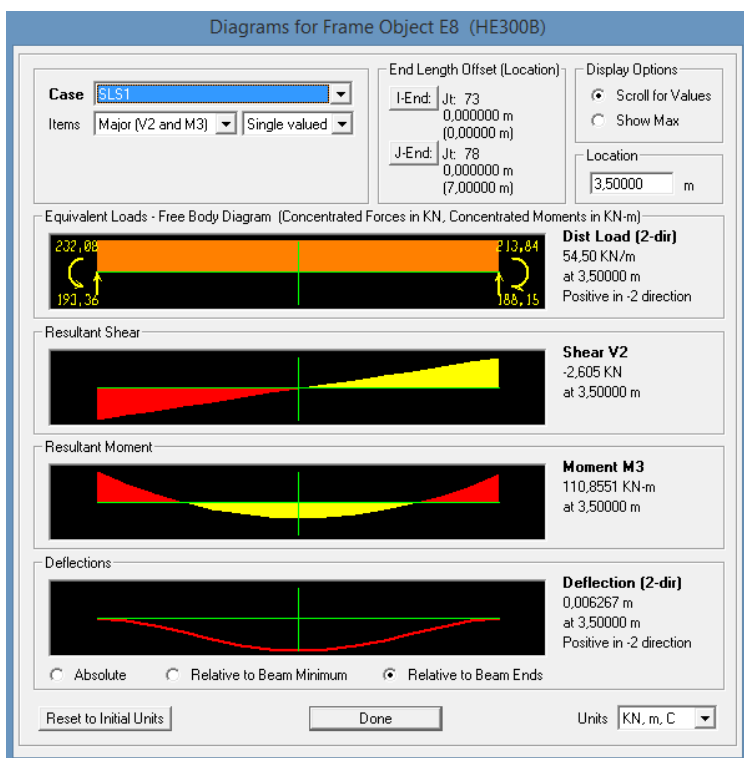 Diagrams for Frame Object E8 (HE300B)
Case SLS1
Items Major (V2 and M3) Single valued
End Length Offset (Location)
I-End: Jt: 73
0,000000 m
(0,00000 m)
J-End: Jt: 78
0,000000 m
(7,00000 m)
Display Options
Scroll for Values
Show Max
Location
3,50000 m
Equivalent Loads - Free Body Diagram (Concentrated Forces in KN, Concentrated Moments in KN-m)
232,08 213,84
193,36 188,15
Dist Load (2-dir)
54,50 KN/m
at 3,50000 m
Positive in -2 direction
Resultant Shear
Shear V2
-2,605 KN
at 3,50000 m
Resultant Moment
Moment M3
110,8551 KN-m
at 3,50000 m
Deflections
Deflection (2-dir)
0,006267 m
at 3,50000 m
Positive in -2 direction
Absolute Relative to Beam Minimum Relative to Beam Ends
Reset to Initial Units Done Units KN, m, C